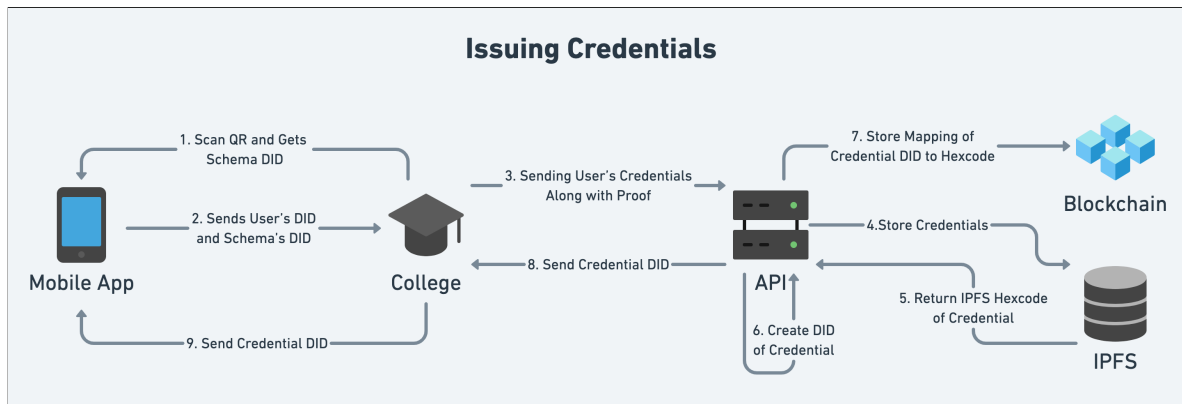 Issuing Credentials
1. Scan QR and Gets
Schema DID
7. Store Mapping of
Credential DID to Hexcode
3. Sending User's Credentials
Along with Proof
Blockchain
2. Sends User's DID
and Schema's DID
4.Store Credentials
8. Send Credential DID
Mobile App
College
API
5. Return IPFS Hexcode
of Credential
6. Create DID
of Credential
9. Send Credential DID
IPFS